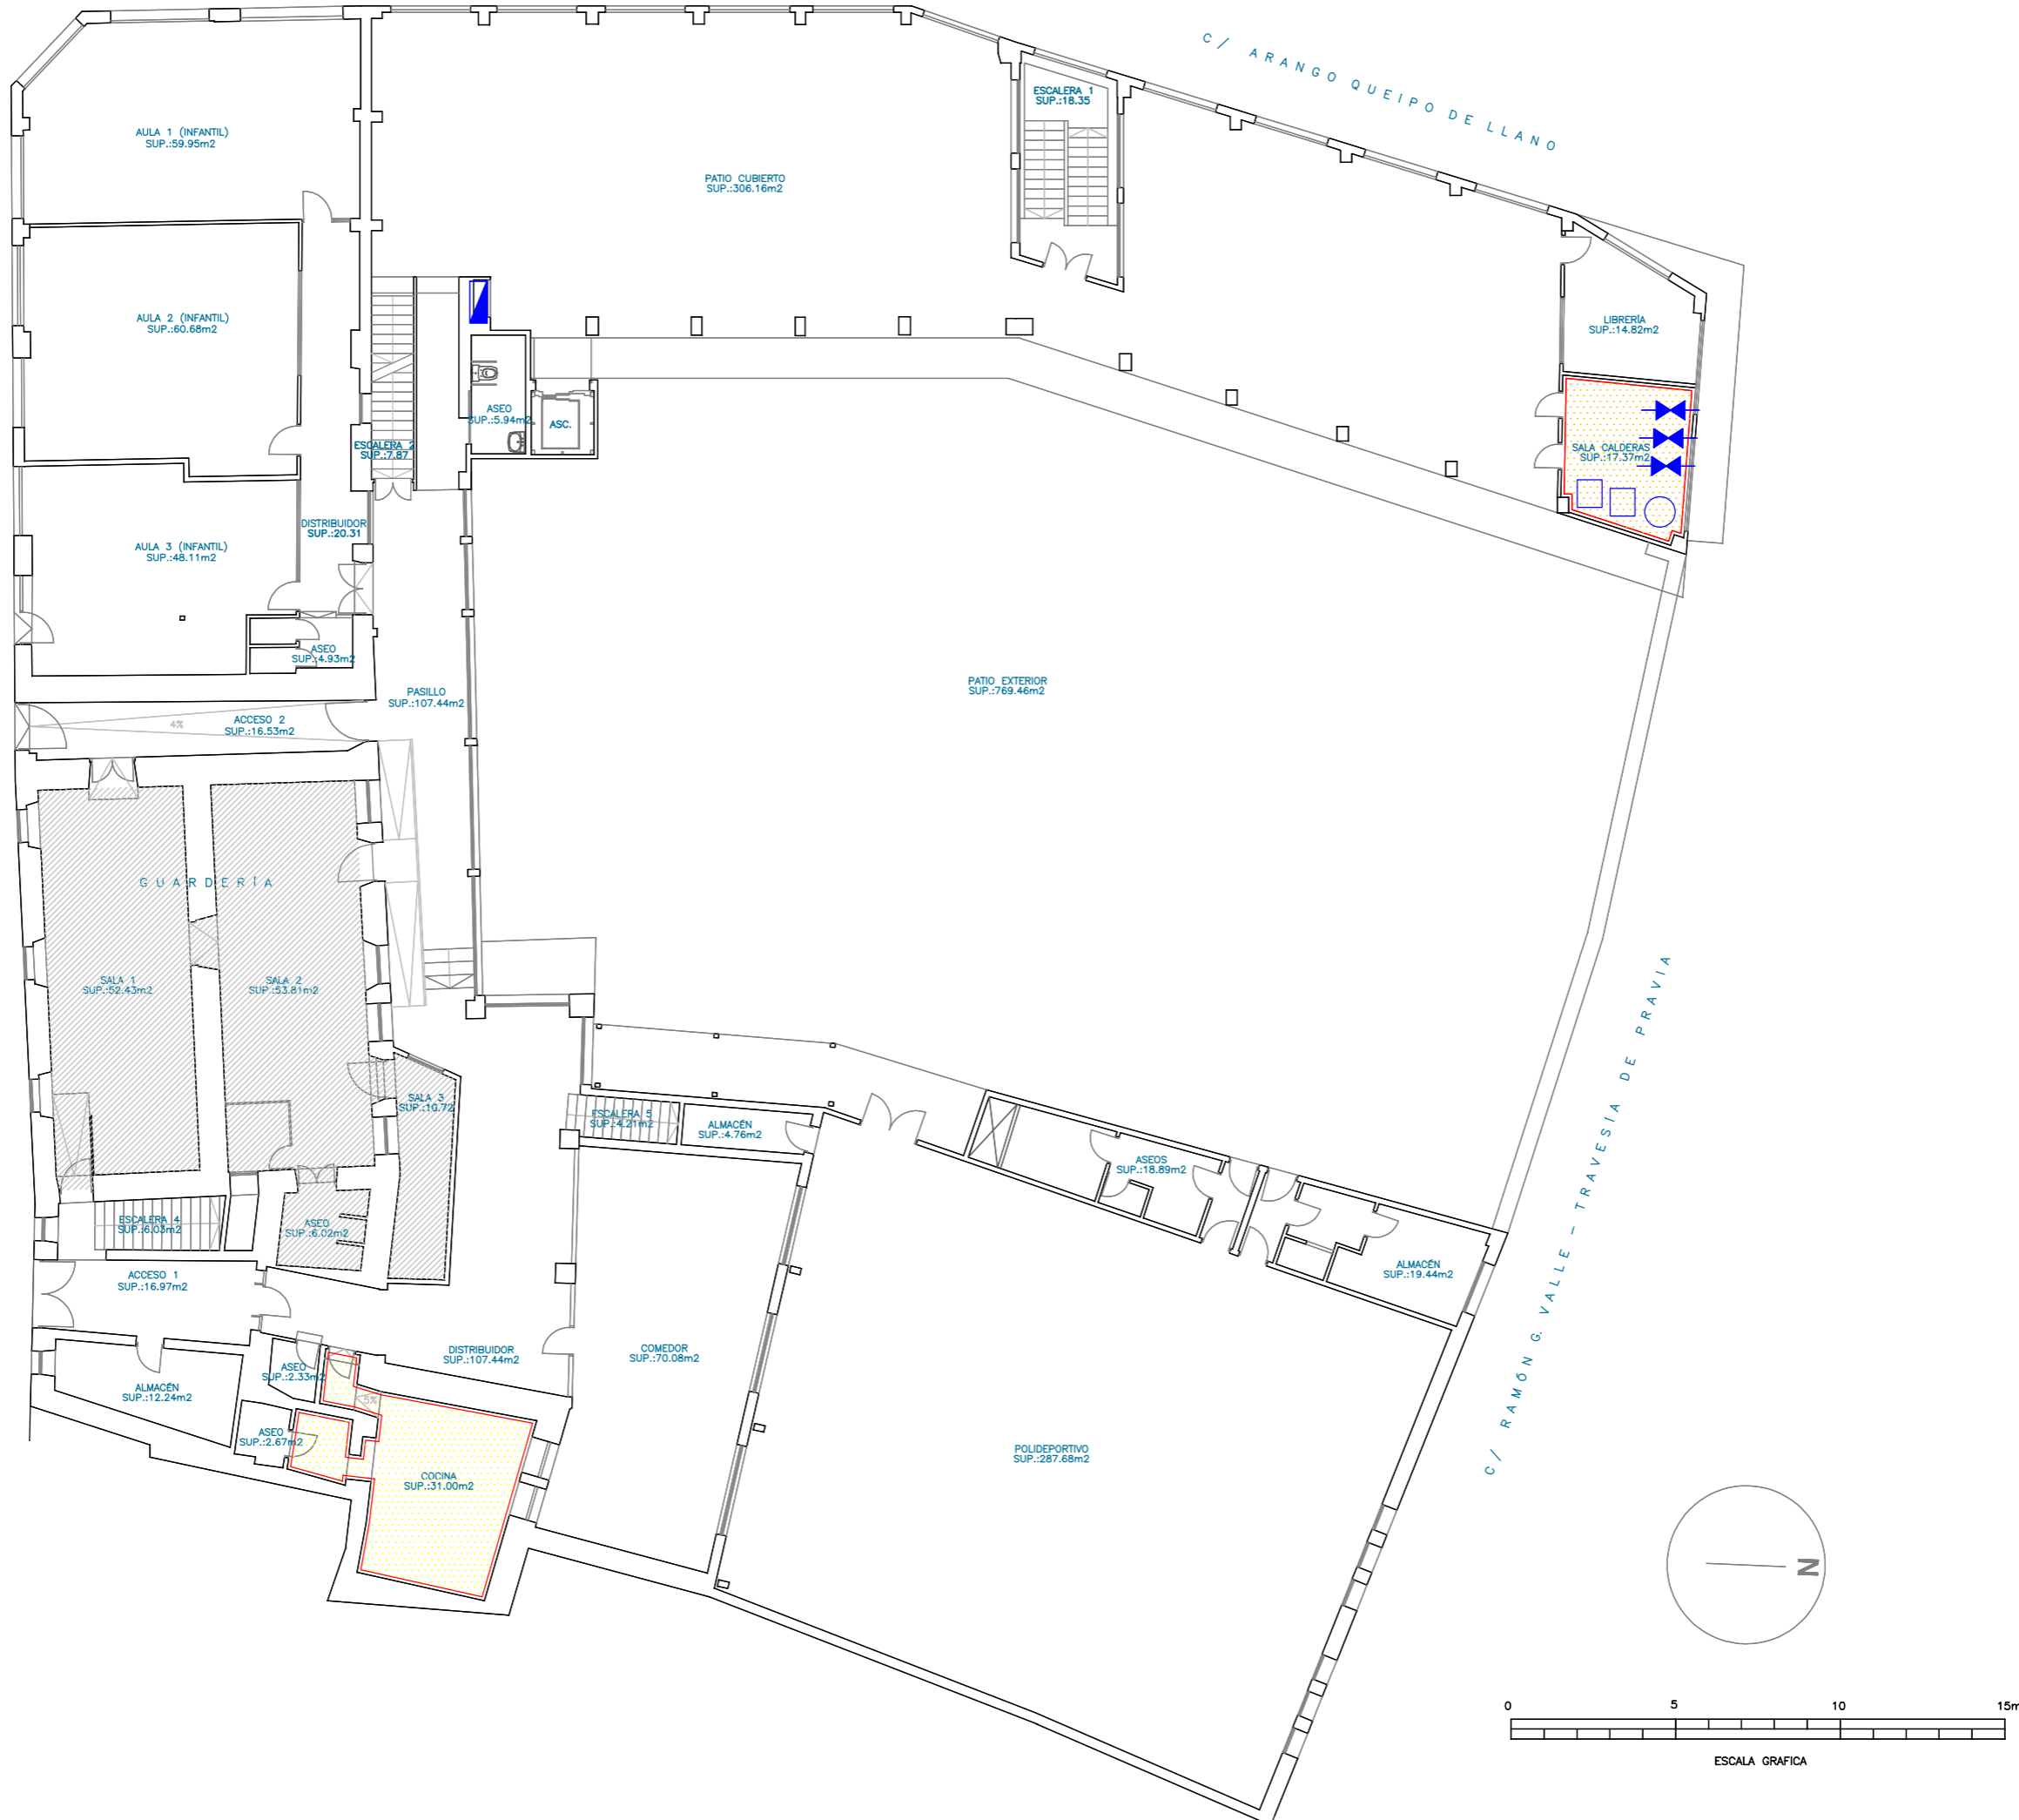 C/ ARANGO QUEIPO DE LLANO
ESCALERA 1
SUP.:18.35
AULA 1 (INFANTIL)
SUP.:59.95m2
PATIO CUBIERTO
SUP.:306.16m2
AULA 2 (INFANTIL)
SUP.:60.68m2
LIBRERÍA
SUP.:14.82m2
ASEO
SUP.:5.94m2
ASC.
ESCALERA 2
SUP.:7.87
SALA CALDERAS
SUP.:17.37m2
DISTRIBUIDOR
SUP.:20.31
AULA 3 (INFANTIL)
SUP.:48.11m2
ASEO
SUP.:4.93m2
PASILLO
SUP.:107.44m2
PATIO EXTERIOR
SUP.:769.46m2
ACCESO 2
SUP.:16.53m2
4%
GUARDERÍA
SALA 1
SUP.:52.43m2
SALA 2
SUP.:53.81m2
SALA 3
SUP.:10.72
ESCALERA 5
SUP.:4.21m2
ALMACÉN
SUP.:4.76m2
ASEOS
SUP.:18.89m2
C/ RAMÓN G. VALLE - TRAVESIA DE PRAVIA
ESCALERA 4
SUP.:6.03m2
ASEO
SUP.:6.02m2
ALMACÉN
SUP.:19.44m2
ACCESO 1
SUP.:16.97m2
DISTRIBUIDOR
SUP.:107.44m2
COMEDOR
SUP.:70.08m2
ASEO
SUP.:2.33m2
ALMACÉN
SUP.:12.24m2
5%
ASEO
SUP.:2.67m2
COCINA
SUP.:31.00m2
POLIDEPORTIVO
SUP.:287.68m2
N
0 5 10 15m
ESCALA GRAFICA